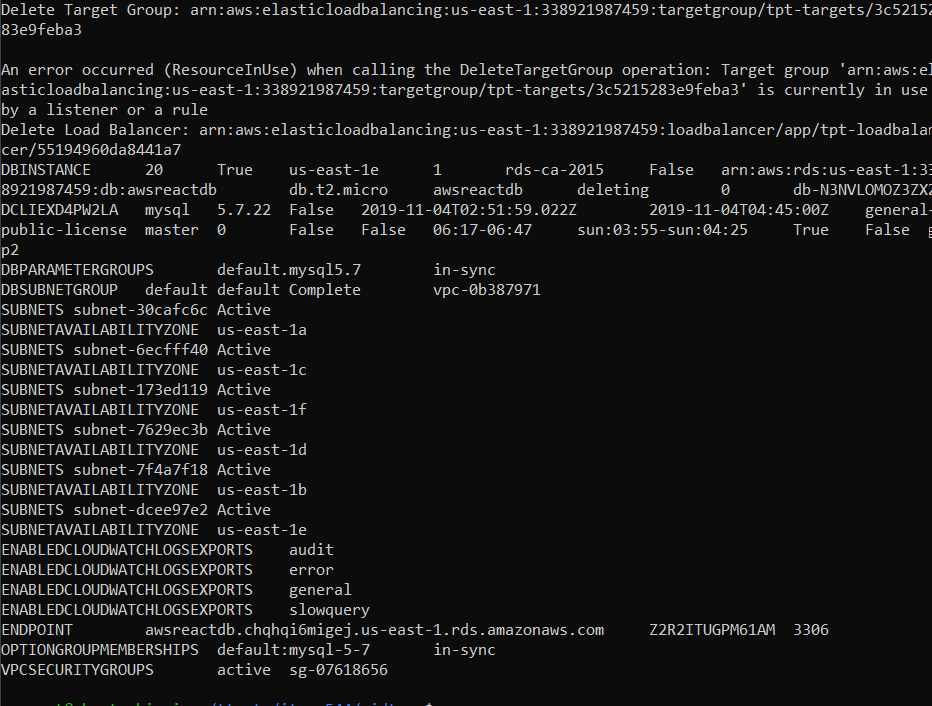 Delete Target Group: arn:aws:elasticloadbalancing:us-east-1:338921987459:targetgroup/tpt-targets/3c52152
83e9feba3
An error occurred (ResourceInUse) when calling the DeleteTargetGroup operation: Target group 'arn:aws:el
asticloadbalancing:us-east-1:338921987459:targetgroup/tpt-targets/3c5215283e9feba3' is currently in use
by a listener or a rule
Delete Load Balancer: arn:aws:elasticloadbalancing:us-east-1:338921987459:loadbalancer/app/tpt-loadbalan
cer/55194960da8441a7
DBINSTANCE 20 True us-east-1e 1 rds-ca-2015 False arn:aws:rds:us-east-1:33
8921987459:db:awsreactdb db.t2.micro awsreactdb deleting 0 db-N3NVLOMOZ3ZX2
DCLIEXD4PW2LA mysql 5.7.22 False 2019-11-04T02:51:59.022Z 2019-11-04T04:45:00Z general-
public-license master 0 False False 06:17-06:47 sun:03:55-sun:04:25 True False g
p2
DBPARAMETERGROUPS default.mysql5.7 in-sync
DBSUBNETGROUP default default Complete vpc-0b387971
SUBNETS subnet-30cafc6c Active
SUBNETAVAILABILITYZONE us-east-1a
SUBNETS subnet-6ecfff40 Active
SUBNETAVAILABILITYZONE us-east-1c
SUBNETS subnet-173ed119 Active
SUBNETAVAILABILITYZONE us-east-1f
SUBNETS subnet-7629ec3b Active
SUBNETAVAILABILITYZONE us-east-1d
SUBNETS subnet-7f4a7f18 Active
SUBNETAVAILABILITYZONE us-east-1b
SUBNETS subnet-dcee97e2 Active
SUBNETAVAILABILITYZONE us-east-1e
ENABLEDCLOUDWATCHLOGSEXPORTS audit
ENABLEDCLOUDWATCHLOGSEXPORTS error
ENABLEDCLOUDWATCHLOGSEXPORTS general
ENABLEDCLOUDWATCHLOGSEXPORTS slowquery
ENDPOINT awsreactdb.chqhqi6migej.us-east-1.rds.amazonaws.com Z2R2ITUGPM61AM 3306
OPTIONGROUPMEMBERSHIPS default:mysql-5-7 in-sync
VPCSECURITYGROUPS active sg-07618656